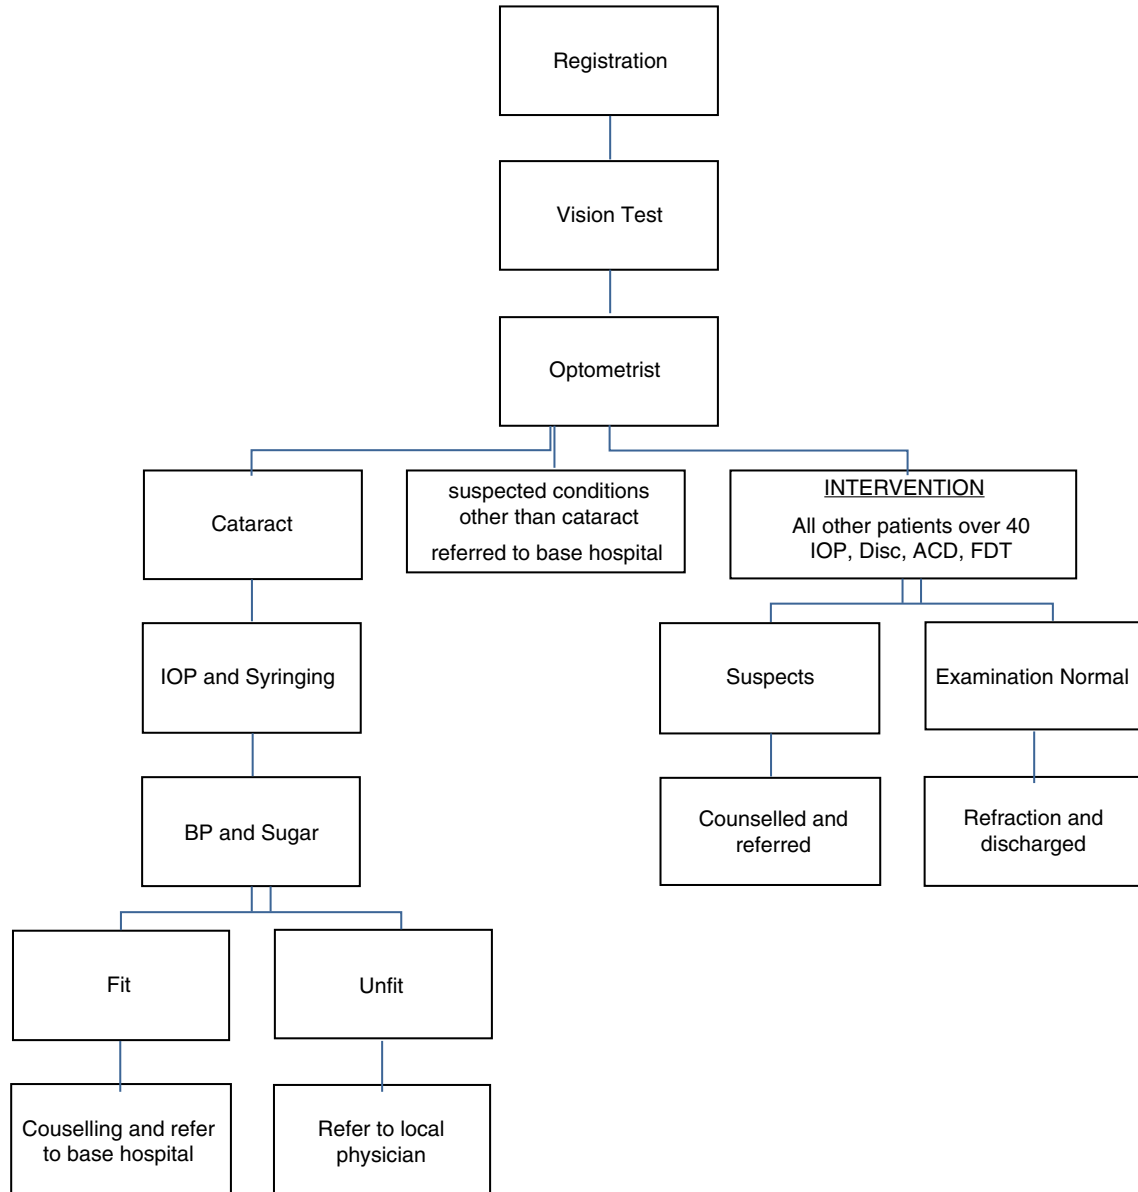 Registration
Vision Test
Optometrist
Cataract
suspected conditions
other than cataract
referred to base hospital
INTERVENTION
All other patients over 40
IOP, Disc, ACD, FDT
IOP and Syringing
Suspects
Examination Normal
BP and Sugar
Counselled and
referred
Refraction and
discharged
Fit
Unfit
Couselling and refer
to base hospital
Refer to local
physician